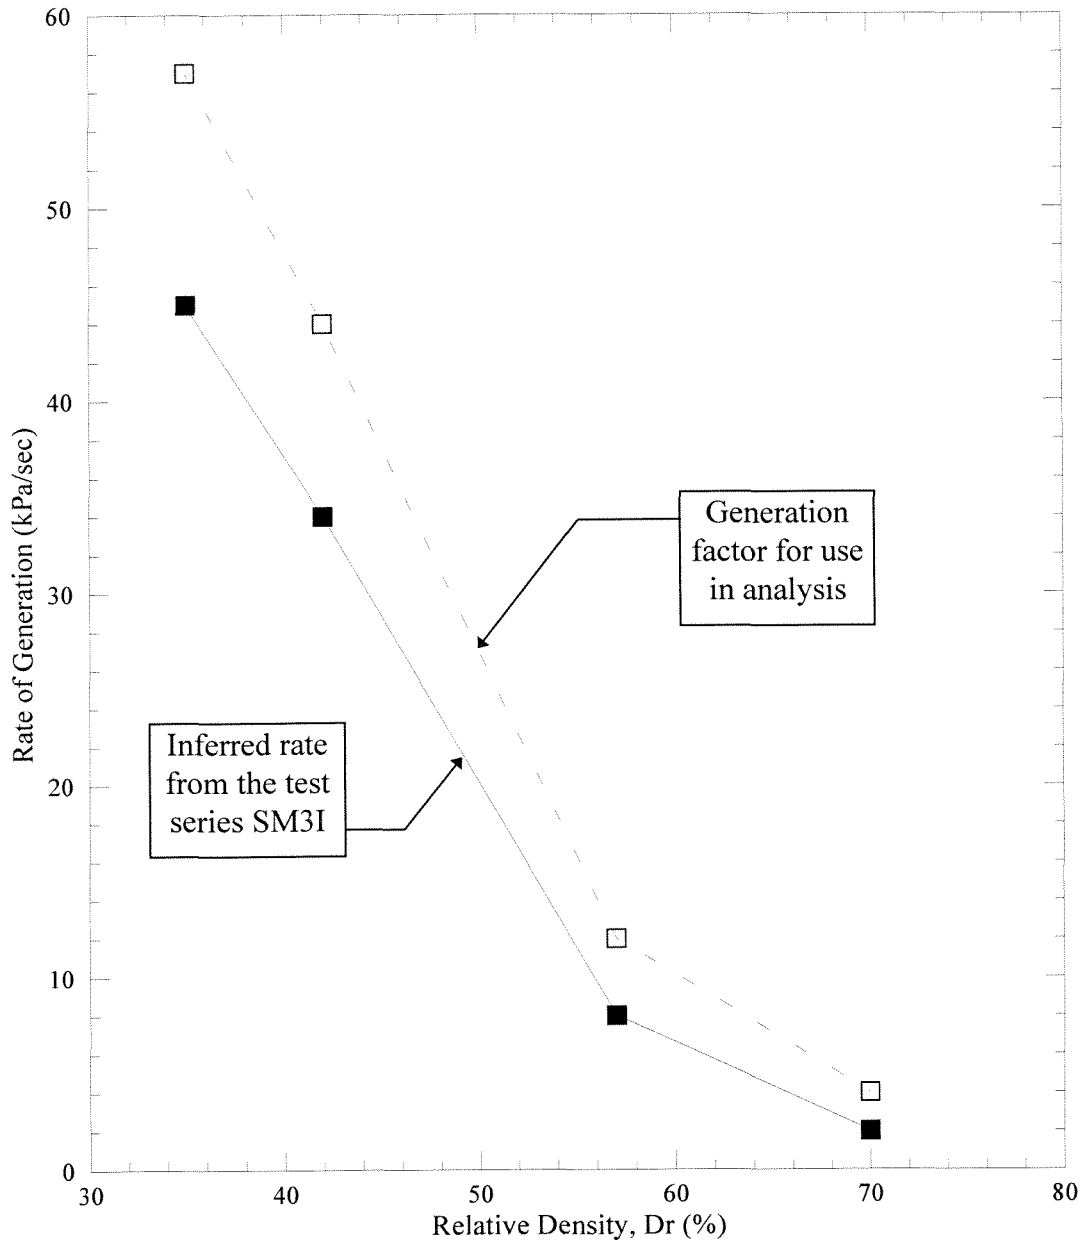 60
50
40
30
20
10
0
Rate of Generation (kPa/sec)
Generation
factor for use
in analysis
Inferred rate
from the test
series SM3I
30 40 50 60 70 80
Relative Density, Dr (%)